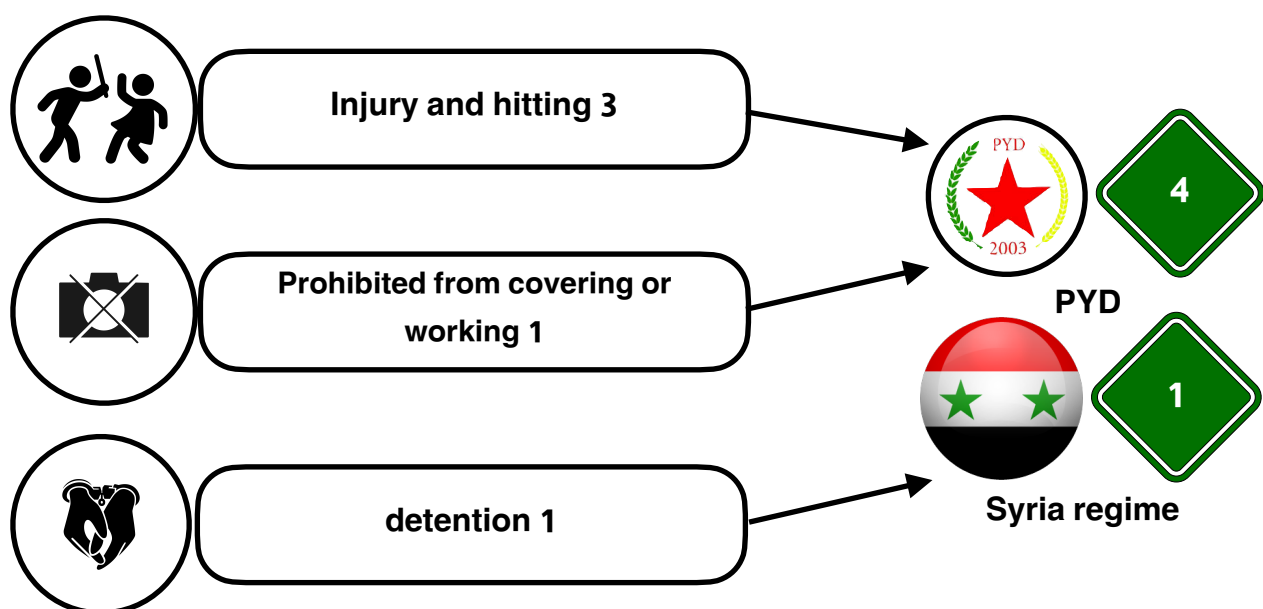 Injury and hitting 3
Prohibited from covering or
working 1
detention 1
PYD
2003
4
PYD
1
Syria regime